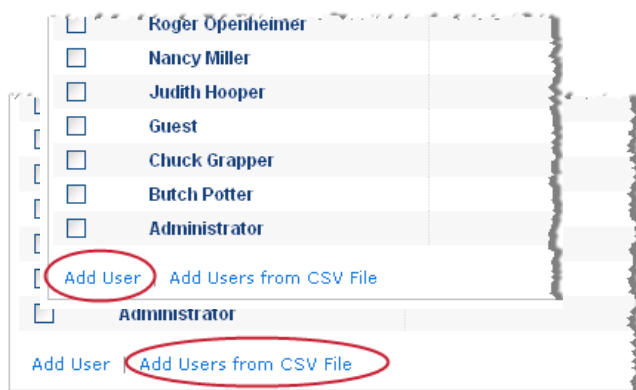 Roger Openheimer
Nancy Miller
Judith Hooper
Guest
Chuck Grapper
Butch Potter
Administrator
Add User | Add Users from CSV File
Administrator
Add User | Add Users from CSV File